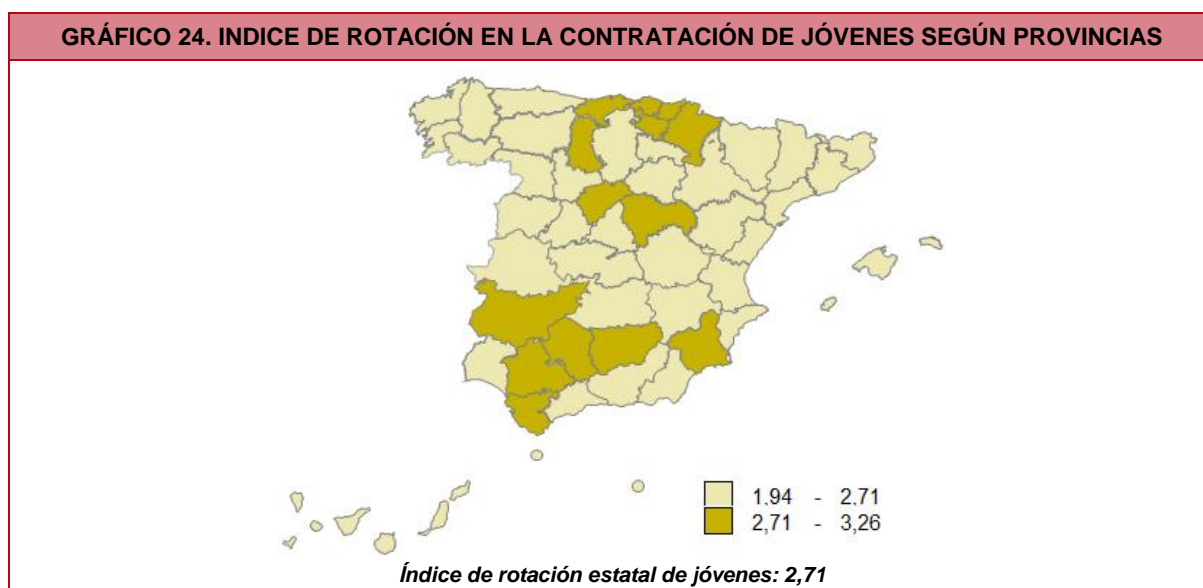 GRÁFICO 24. INDICE DE ROTACIÓN EN LA CONTRATACIÓN DE JÓVENES SEGÚN PROVINCIAS
1,94 - 2,71
2,71 - 3,26
Índice de rotación estatal de jóvenes: 2,71